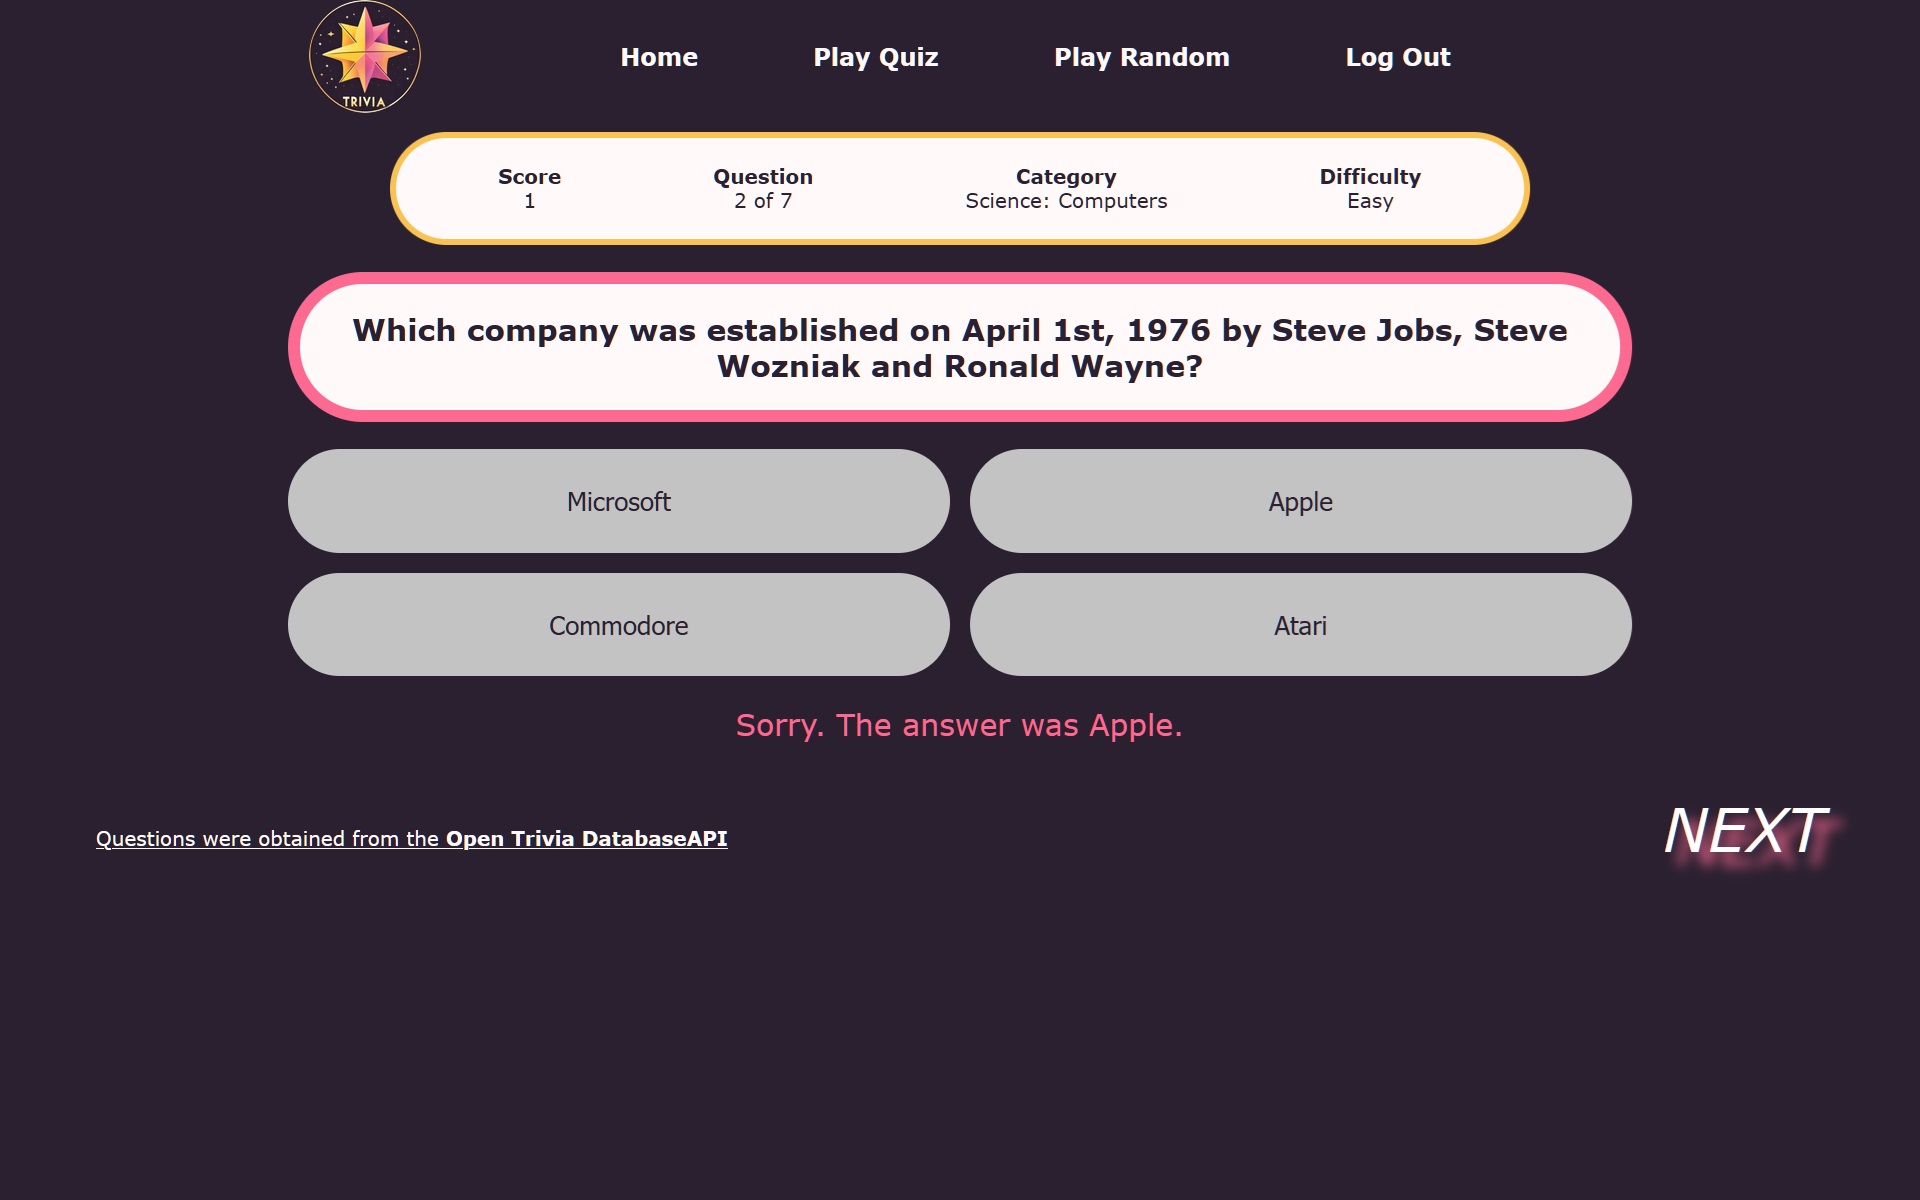 TRIVIA
Home
Play Quiz
Play Random
Log Out
Score
1
Question
2 of 7
Category
Science: Computers
Difficulty
Easy
Which company was established on April 1st, 1976 by Steve Jobs, Steve
Wozniak and Ronald Wayne?
Microsoft
Apple
Commodore
Atari
Sorry. The answer was Apple.
Questions were obtained from the Open Trivia DatabaseAPI
NEXT